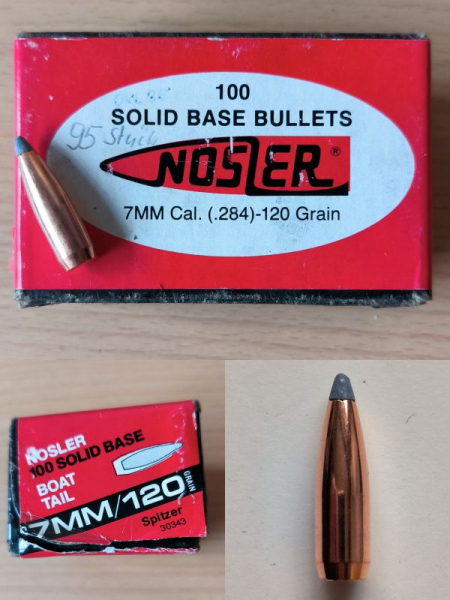 100
SOLID BASE BULLETS
95 Stück
NOSLER®
7MM Cal. (.284)-120 Grain
NOSLER
100 SOLID BASE
BOAT
TAIL
7MM/120 GRAIN
Spitzer
30343